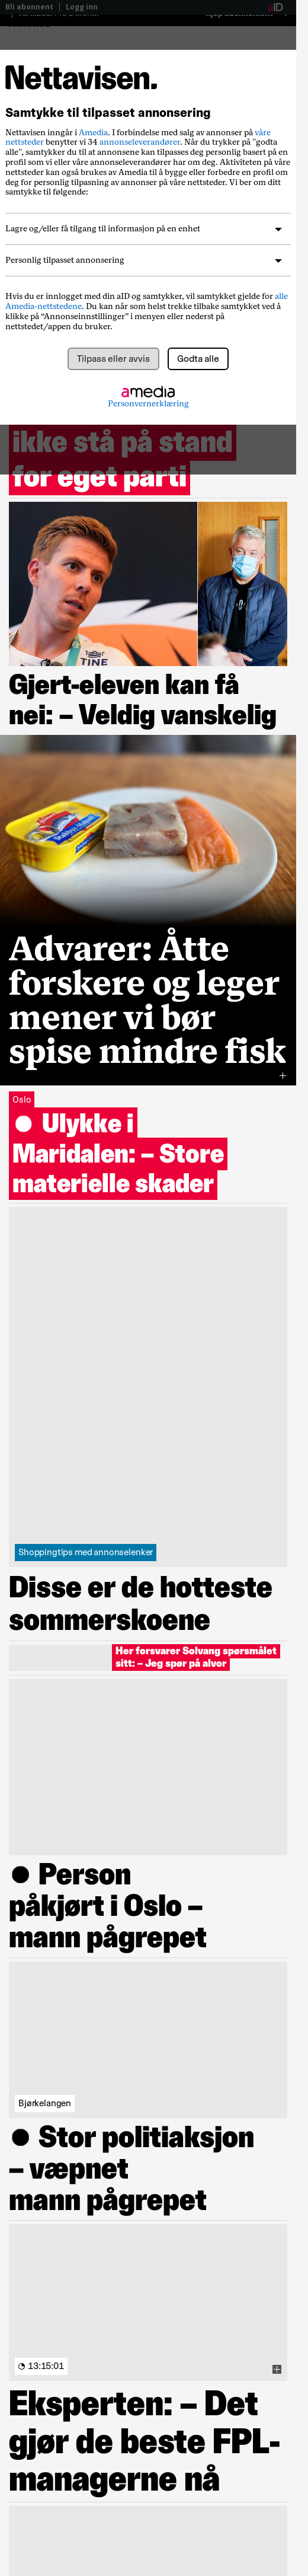 Bli abonnent | Logg inn
aID
Nettavisen.
Samtykke til tilpasset annonsering
Nettavisen inngår i Amedia. I forbindelse med salg av annonser på våre
nettsteder benytter vi 34 annonseleverandører. Når du trykker på "godta
alle", samtykker du til at annonsene kan tilpasses deg personlig basert på en
profil som vi eller våre annonseleverandører har om deg. Aktiviteten på våre
nettsteder kan også brukes av Amedia til å bygge eller forbedre en profil om
deg for personlig tilpasning av annonser på våre nettsteder. Vi ber om ditt
samtykke til følgende:
Lagre og/eller få tilgang til informasjon på en enhet
Personlig tilpasset annonsering
Hvis du er innlogget med din aID og samtykker, vil samtykket gjelde for alle
Amedia-nettstedene. Du kan når som helst trekke tilbake samtykket ved å
klikke på “Annonseinnstillinger” i menyen eller nederst på
nettstedet/appen du bruker.
Tilpass eller avvis
Godta alle
amedia
Personvernerklæring
ikke stå på stand
for eget parti
TINE
Gjert-eleven kan få
nei: – Veldig vanskelig
Advarer: Åtte
forskere og leger
mener vi bør
spise mindre fisk
Oslo
● Ulykke i
Maridalen: – Store
materielle skader
Shoppingtips med annonselenker
Disse er de hotteste
sommerskoene
Her forsvarer Solvang spørsmålet
sitt: – Jeg spør på alvor
● Person
påkjørt i Oslo –
mann pågrepet
Bjørkelangen
● Stor politiaksjon
– væpnet
mann pågrepet
13:15:01
Eksperten: – Det
gjør de beste FPL-
managerne nå